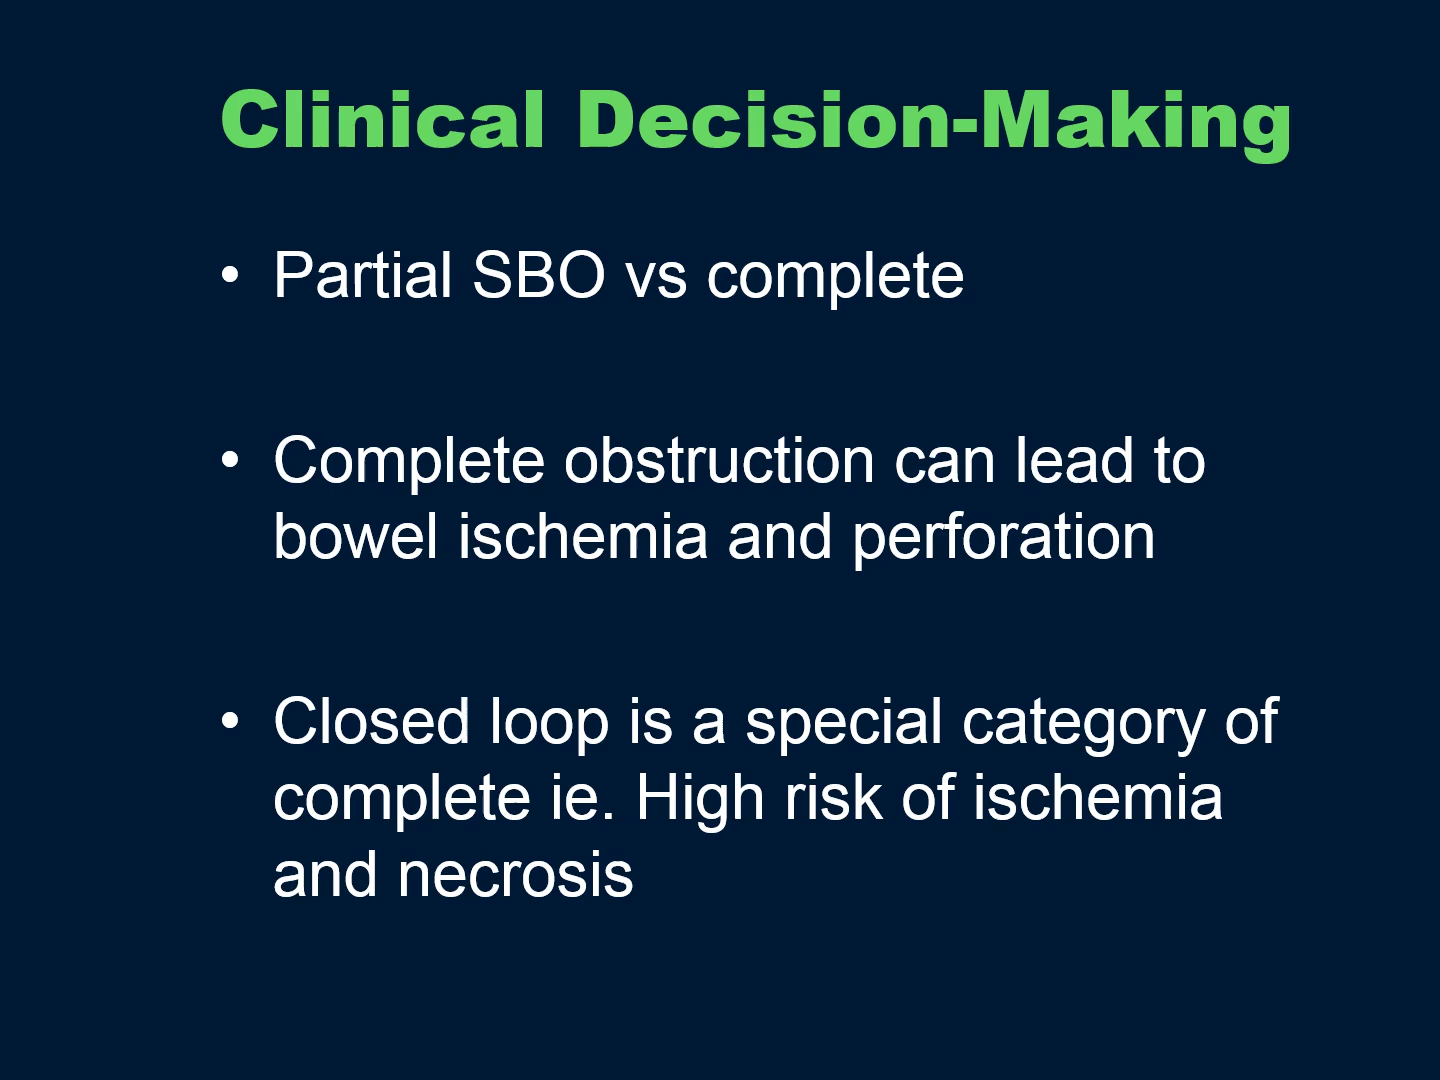 Clinical Decision-Making
• Partial SBO vs complete
• Complete obstruction can lead to
bowel ischemia and perforation
• Closed loop is a special category of
complete ie. High risk of ischemia
and necrosis